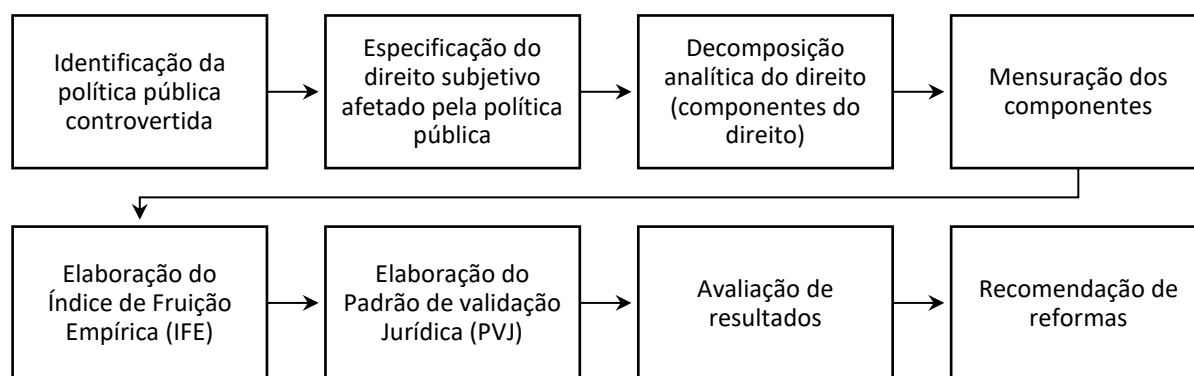 Identificação da
política pública
controvertida
Especificação do
direito subjetivo
afetado pela política
pública
Decomposição
analítica do direito
(componentes do
direito)
Mensuração dos
componentes
Elaboração do
Índice de Fruição
Empírica (IFE)
Elaboração do
Padrão de validação
Jurídica (PVJ)
Avaliação de
resultados
Recomendação de
reformas